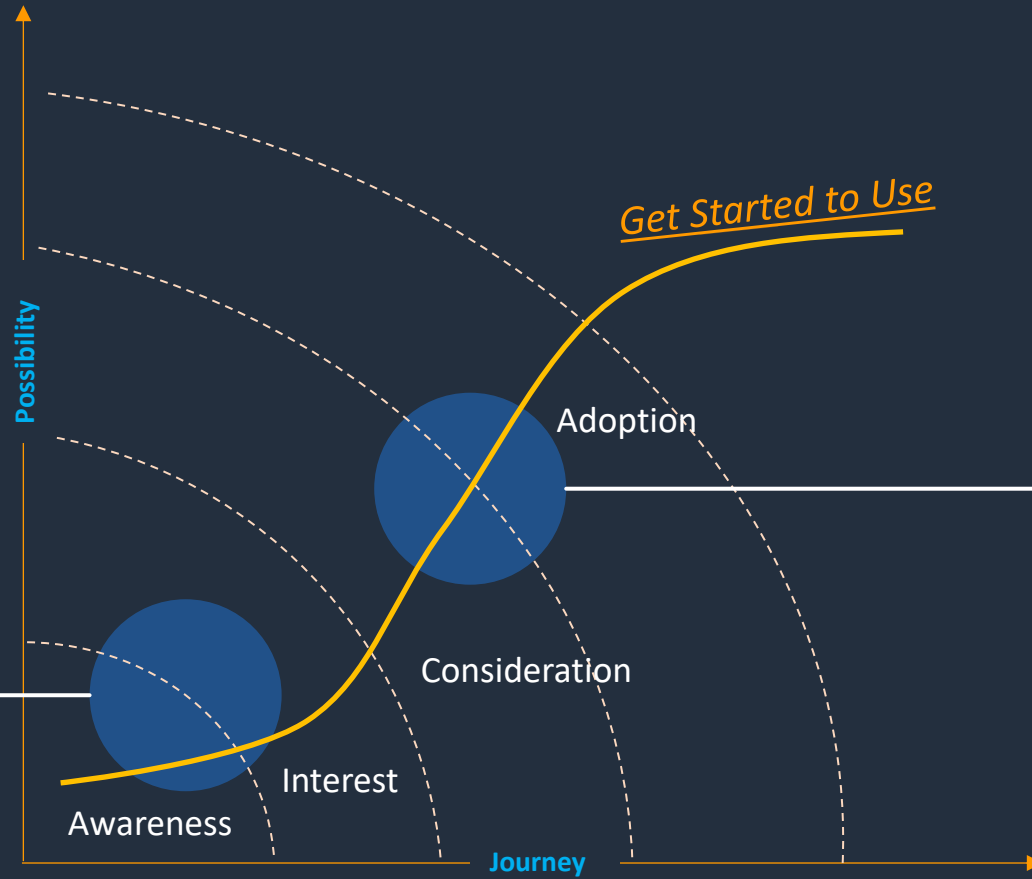 Get Started to Use
Possibility
Adoption
Consideration
Interest
Awareness
Journey